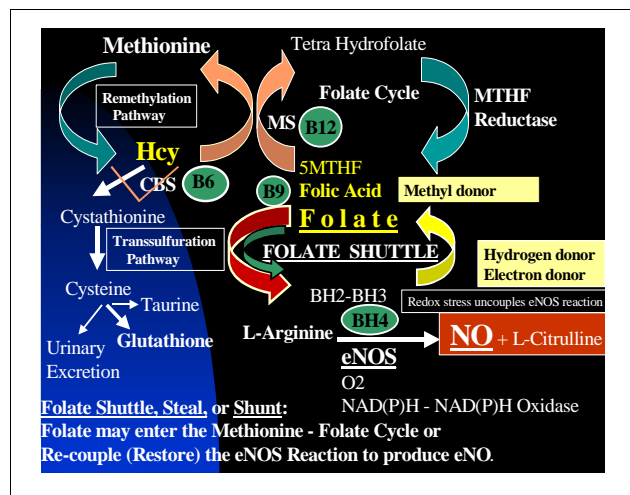 Methionine
Tetra Hydrofolate
Remethylation
Pathway
Folate Cycle
MTHF
Reductase
MS
B12
Hcy
CBS
B6
5MTHF
B9
Folic Acid
Methyl donor
Cystathionine
Folate
Transsulfuration
Pathway
FOLATE SHUTTLE
Hydrogen donor
Electron donor
Cysteine
Taurine
BH2-BH3
Redox stress uncouples eNOS reaction
Glutathione
L-Arginine
BH4
NO + L-Citrulline
Urinary
Excretion
eNOS
O2
NAD(P)H - NAD(P)H Oxidase
Folate Shuttle, Steal, or Shunt:
Folate may enter the Methionine - Folate Cycle or
Re-couple (Restore) the eNOS Reaction to produce eNO.